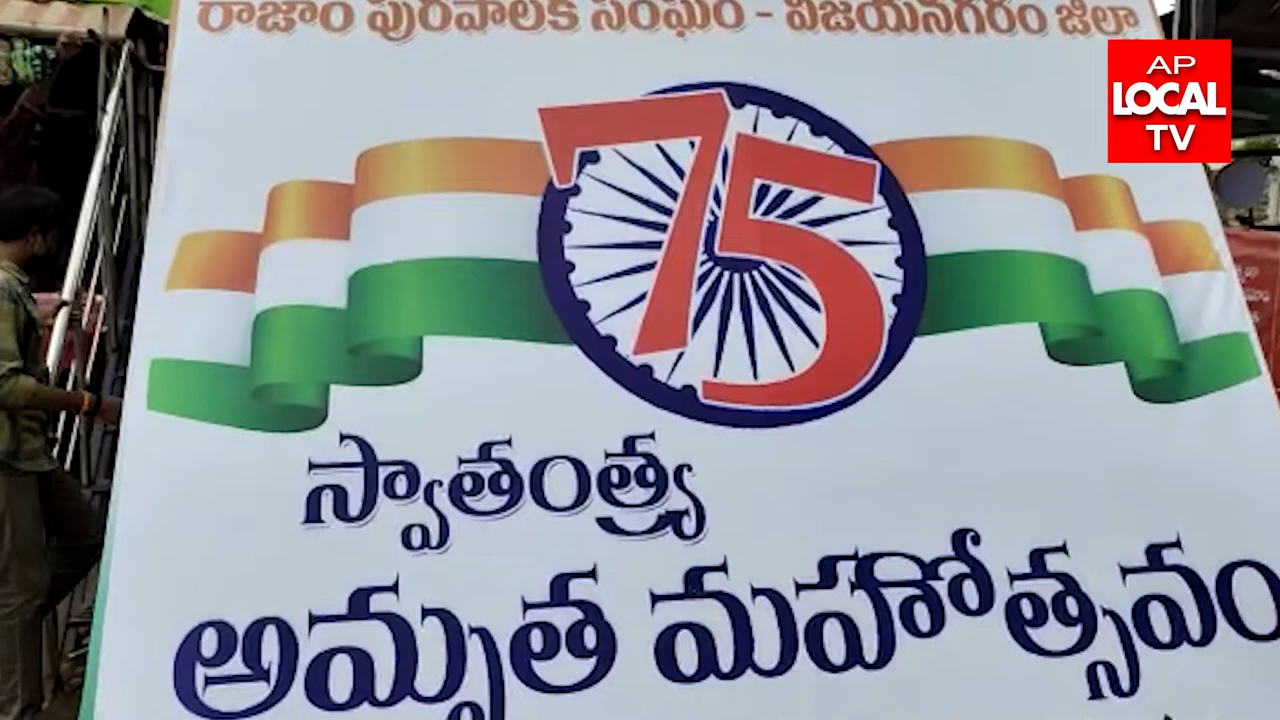 రాజాం పురపాలక సంఘం - విజయనగరం జిల్లా
AP
LOCAL
TV
75
స్వాతంత్ర్య
అమృత మహోత్సవం